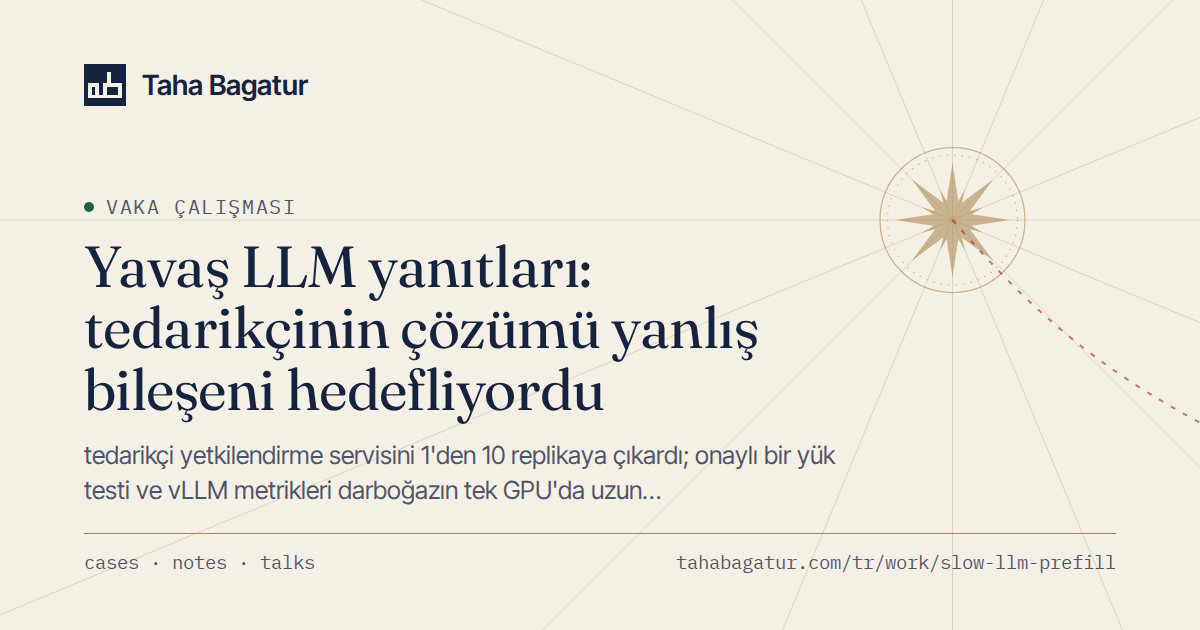 Taha Bagatur
VAKA ÇALIŞMASI
Yavaş LLM yanıtları:
tedarikçinin çözümü yanlış
bileşeni hedefliyordu
tedarikçi yetkilendirme servisini 1'den 10 replikaya çıkardı; onaylı bir yük
testi ve vLLM metrikleri darboğazın tek GPU'da uzun…
cases · notes · talks
tahabagatur.com/tr/work/slow-llm-prefill